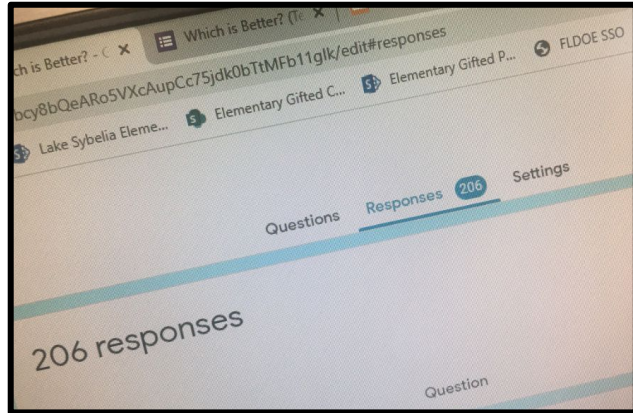 ch is Better? - C
Which is Better? (Te
bcy8bQeARo5VXcAupCc75jdk0bTtMFb11glk/edit#responses
Lake Sybelia Eleme...
Elementary Gifted C...
Elementary Gifted P...
FLDOE SSO
Questions
Responses 206
Settings
206 responses
Question